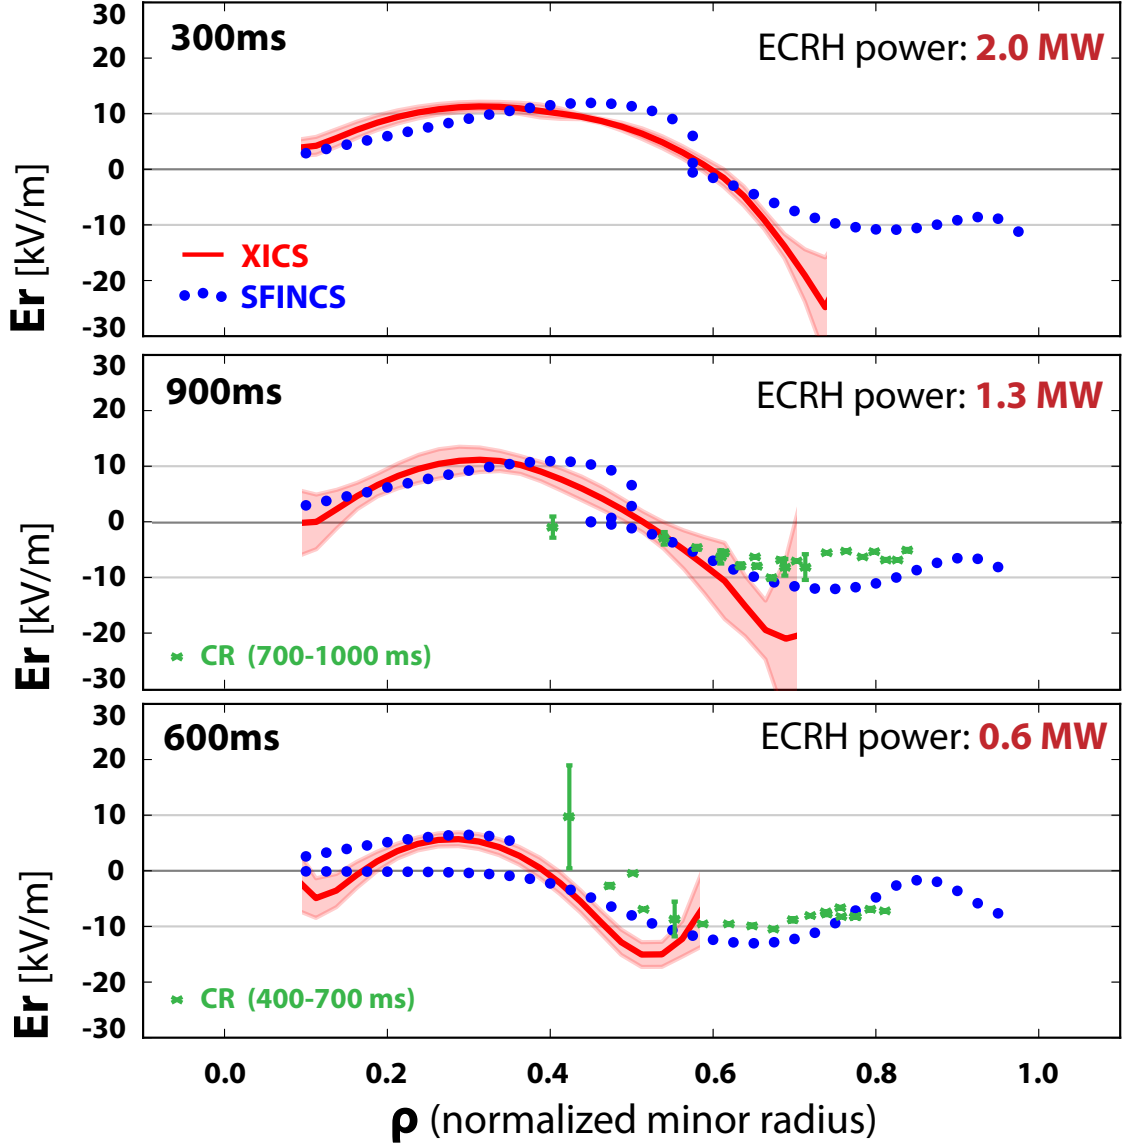 300ms
ECRH power: 2.0 MW
30
20
10
0
-10
-20
-30
Er [kV/m]
XICS
SFINCS
900ms
ECRH power: 1.3 MW
30
20
10
0
-10
-20
-30
Er [kV/m]
CR (700-1000 ms)
600ms
ECRH power: 0.6 MW
30
20
10
0
-10
-20
-30
Er [kV/m]
CR (400-700 ms)
0.0 0.2 0.4 0.6 0.8 1.0
ρ (normalized minor radius)